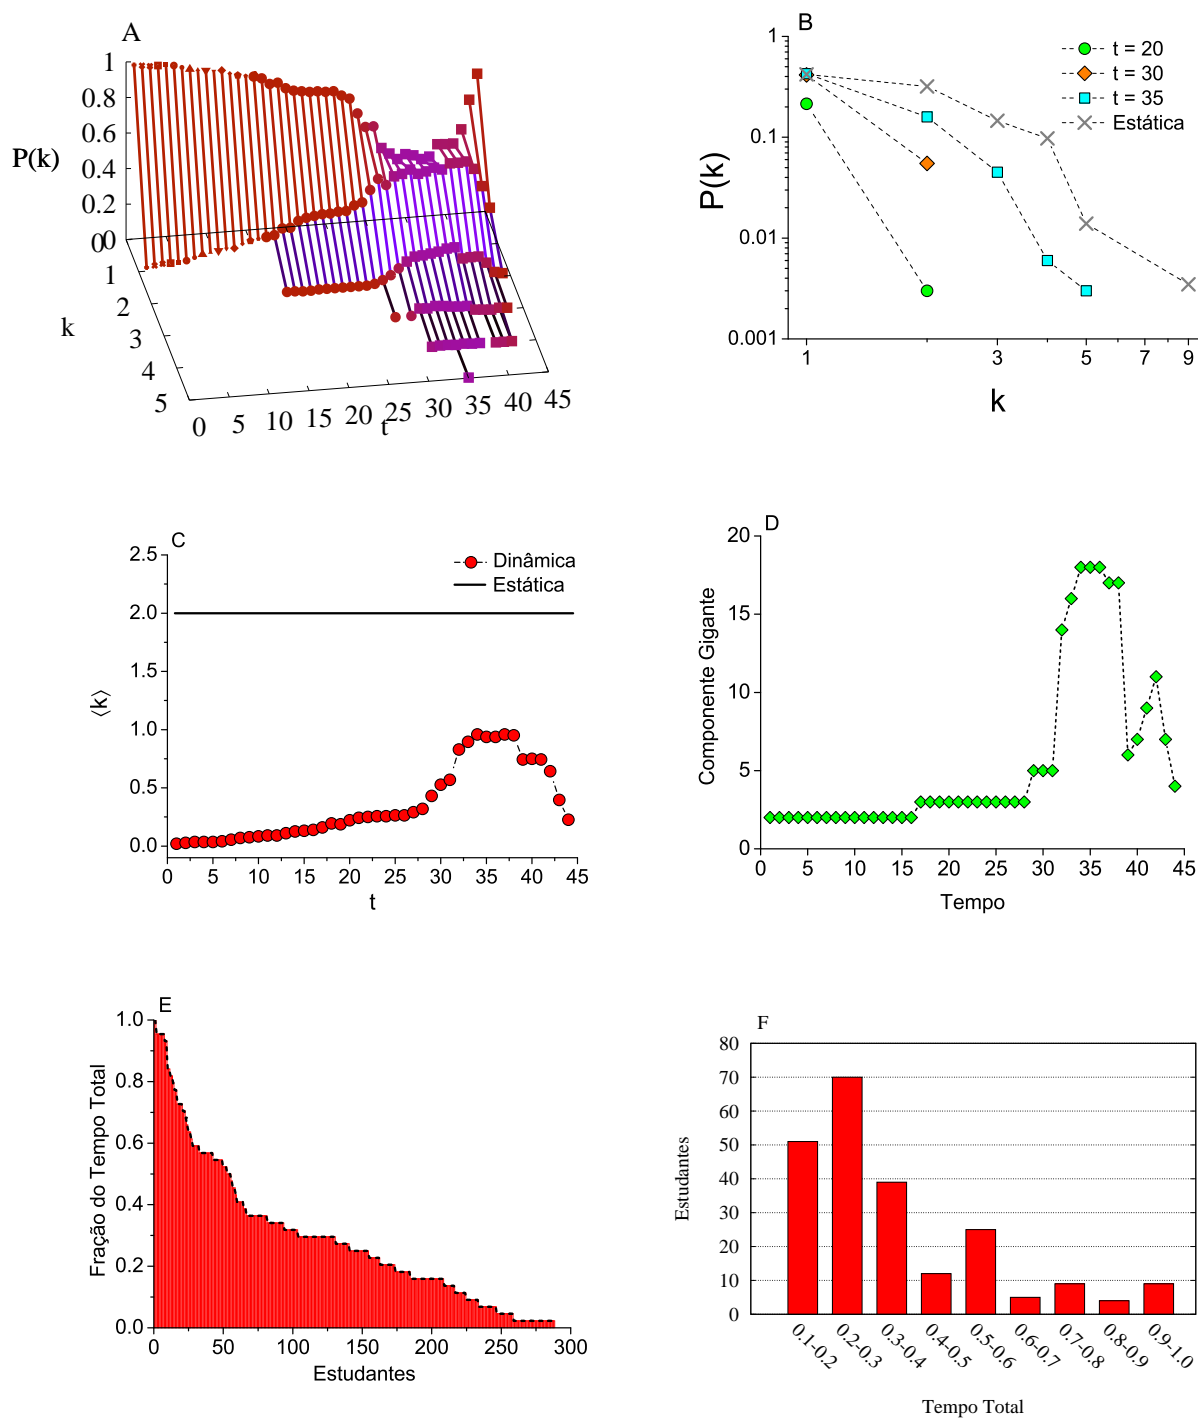 A
1
0.8
0.6
P(k)
0.4
0.2
0
0
1
2
3
4
5
k
0 5 10 15 20 25 30 35 40 45
t
B
1
0.1
0.01
0.001
P(k)
1 3 5 7 9
k
t = 20
t = 30
t = 35
Estática
C
2.5
2.0
1.5
1.0
0.5
0.0
⟨k⟩
0 5 10 15 20 25 30 35 40 45
t
Dinâmica
Estática
D
20
15
10
5
0
Componente Gigante
0 5 10 15 20 25 30 35 40 45
Tempo
E
1.0
0.8
0.6
0.4
0.2
0.0
Fração do Tempo Total
0 50 100 150 200 250 300
Estudantes
F
80
70
60
50
40
30
20
10
0
Estudantes
0.1-0.2 0.2-0.3 0.3-0.4 0.4-0.5 0.5-0.6 0.6-0.7 0.7-0.8 0.8-0.9 0.9-1.0
Tempo Total